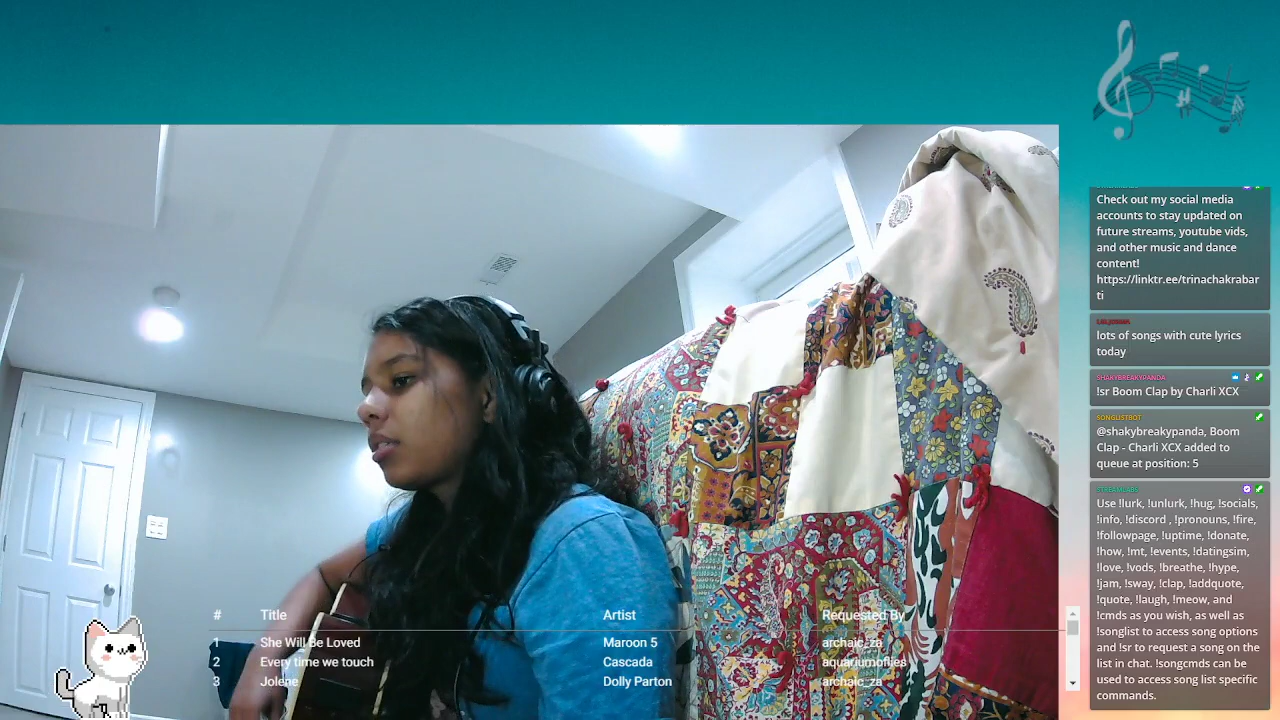 Check out my social media
accounts to stay updated on
future streams, youtube vids,
and other music and dance
content!
https://linktr.ee/trinachakrabar
ti
lots of songs with cute lyrics
today
SHAKYBREAKYPANDA
!sr Boom Clap by Charli XCX
SONGLISTBOT
@shakybreakypanda, Boom
Clap - Charli XCX added to
queue at position: 5
Use !lurk, !unlurk, !hug, !socials,
!info, !discord , !pronouns, !fire,
!followpage, !uptime, !donate,
!how, !mt, !events, !datingsim,
!love, !vods, !breathe, !hype,
!jam, !sway, !clap, !addquote,
!quote, !laugh, !meow, and
!cmds as you wish, as well as
!songlist to access song options
and !sr to request a song on the
list in chat. !songcmds can be
used to access song list specific
commands.
# Title Artist Requested By
1 She Will Be Loved Maroon 5 archaic_za
2 Every time we touch Cascada aquariumoflies
3 Jolene Dolly Parton archaic_za